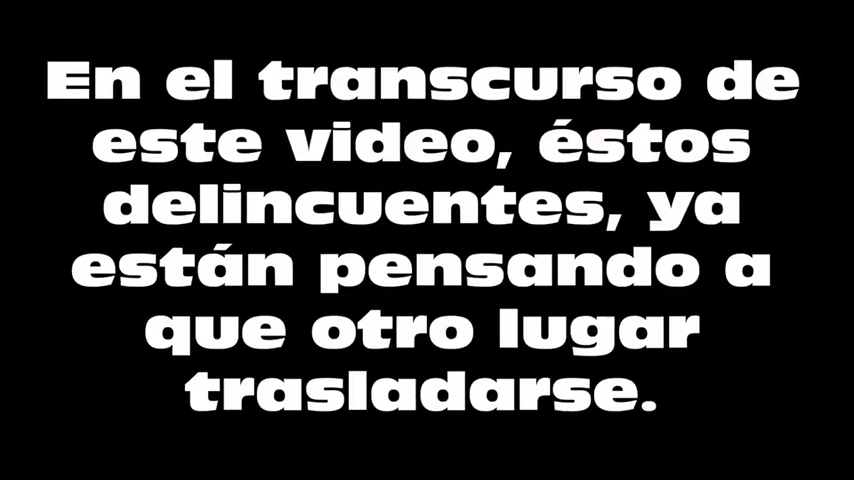 En el transcurso de
este video, éstos
delincuentes, ya
están pensando a
que otro lugar
trasladarse.